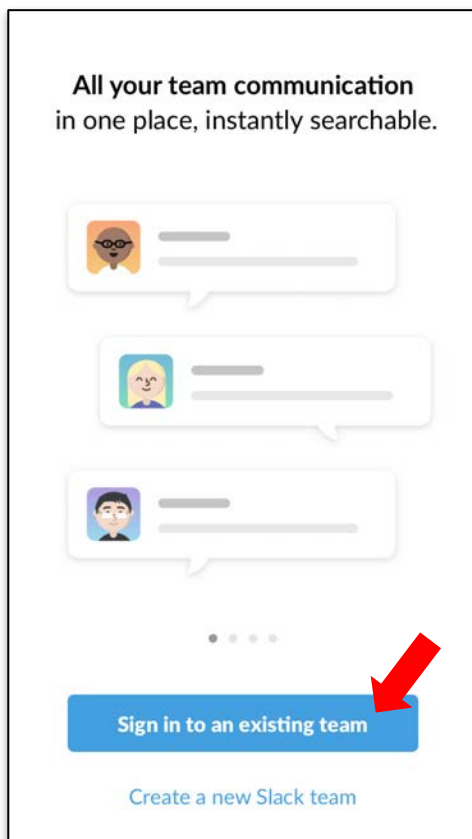 All your team communication
in one place, instantly searchable.
Sign in to an existing team
Create a new Slack team